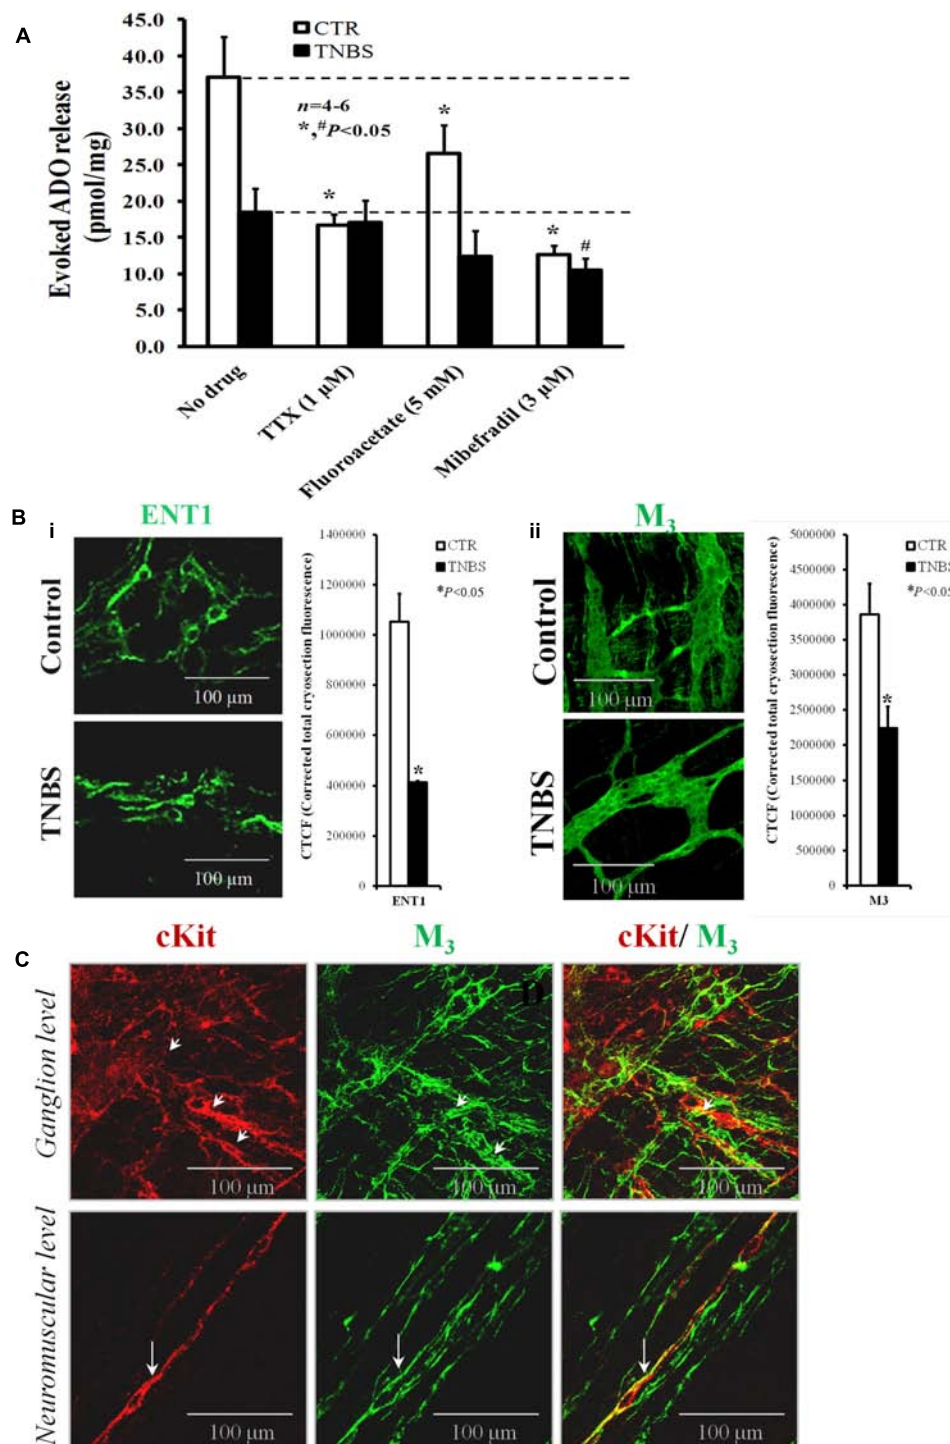 A
45.0
40.0
35.0
30.0
25.0
20.0
15.0
10.0
5.0
0.0
Evoked ADO release
(pmol/mg)
CTR
TNBS
n=4-6
*,#P<0.05
*
*
*
#
No drug
TTX (1 µM)
Fluoroacetate (5 mM)
Mibefradil (3 µM)
B
i
ENT1
Control
100 µm
TNBS
100 µm
CTCF (Corrected total cryosection fluorescence)
1400000
1200000
1000000
800000
600000
400000
200000
0
CTR
TNBS
*P<0.05
*
ENT1
ii
M3
Control
100 µm
TNBS
100 µm
CTCF (Corrected total cryosection fluorescence)
5000000
4500000
4000000
3500000
3000000
2500000
2000000
1500000
1000000
500000
0
CTR
TNBS
*P<0.05
*
M3
C
cKit
M3
cKit/ M3
Ganglion level
D
100 µm
100 µm
100 µm
Neuromuscular level
100 µm
100 µm
100 µm